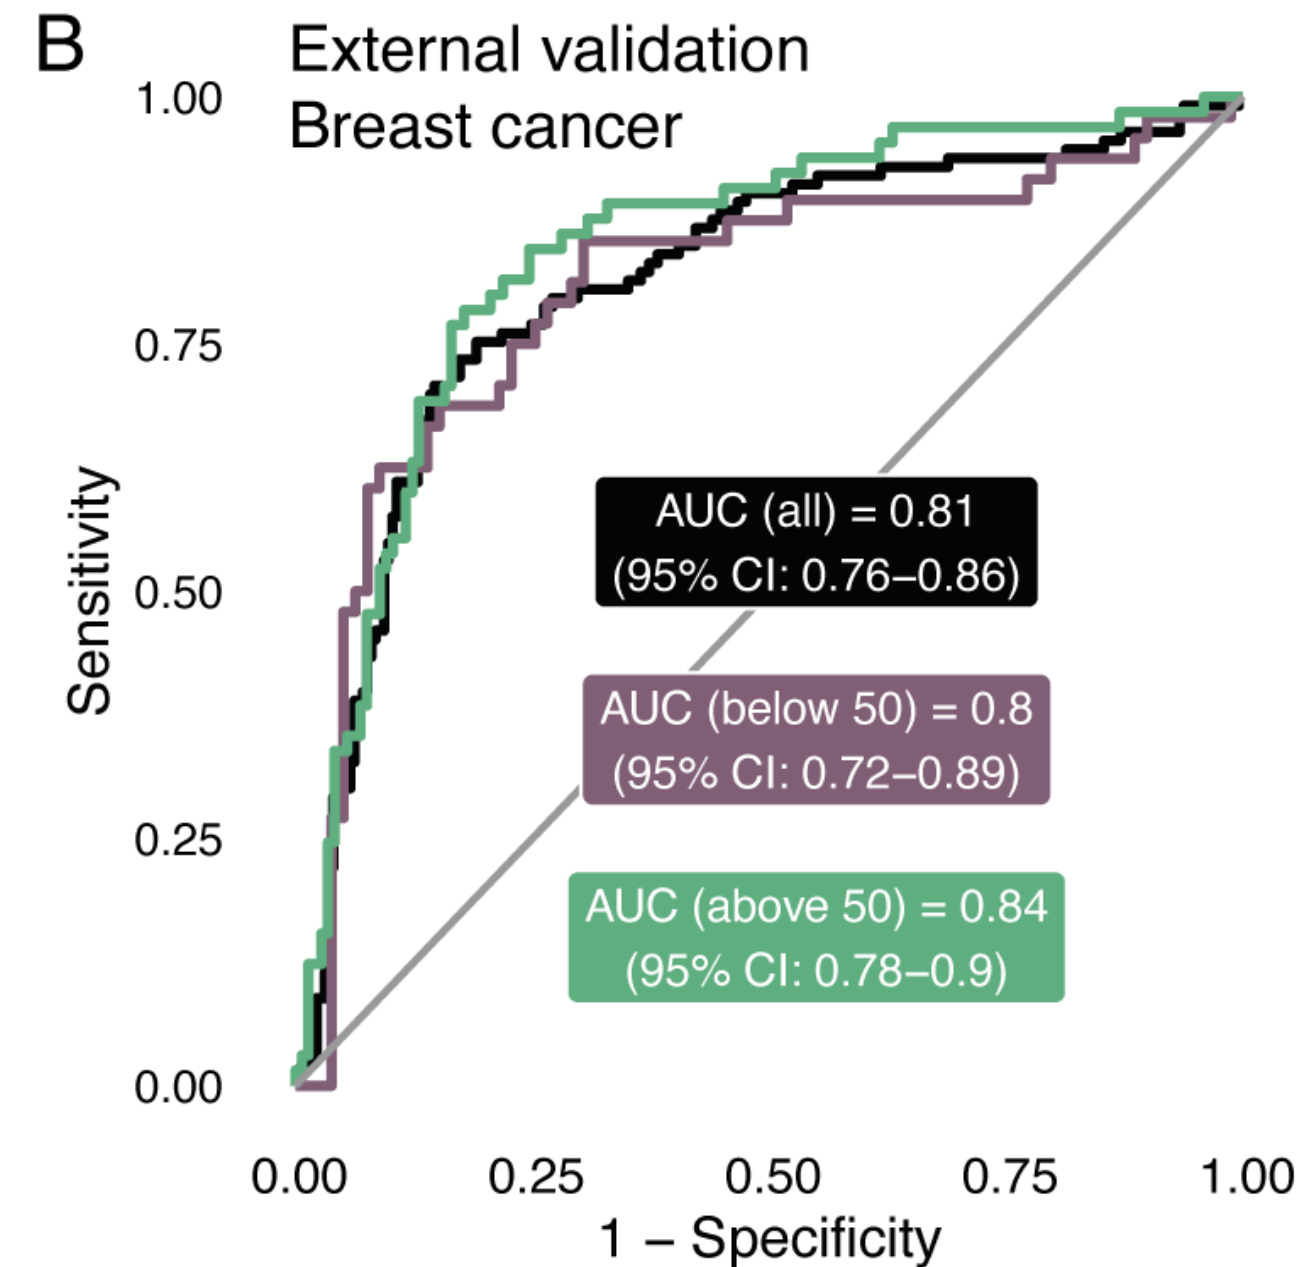 B
External validation
Breast cancer
1.00
0.75
0.50
0.25
0.00
Sensitivity
AUC (all) = 0.81
(95% CI: 0.76–0.86)
AUC (below 50) = 0.8
(95% CI: 0.72–0.89)
AUC (above 50) = 0.84
(95% CI: 0.78–0.9)
0.00 0.25 0.50 0.75 1.00
1 – Specificity